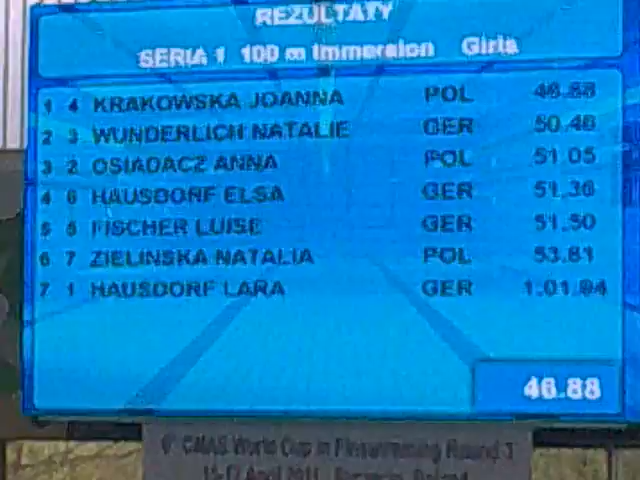 REZULTATY
SERIA 1 100 m Immersion Girls
1 4 KRAKOWSKA JOANNA POL 46.88
2 3 WUNDERLICH NATALIE GER 50.46
3 2 OSIADACZ ANNA POL 51.05
4 6 HAUSDORF ELSA GER 51.36
5 5 FISCHER LUISE GER 51.50
6 7 ZIELINSKA NATALIA POL 53.81
7 1 HAUSDORF LARA GER 1.01.94
46.88
CMAS World Cup in Finswimming Round 3
April 2011 Poland